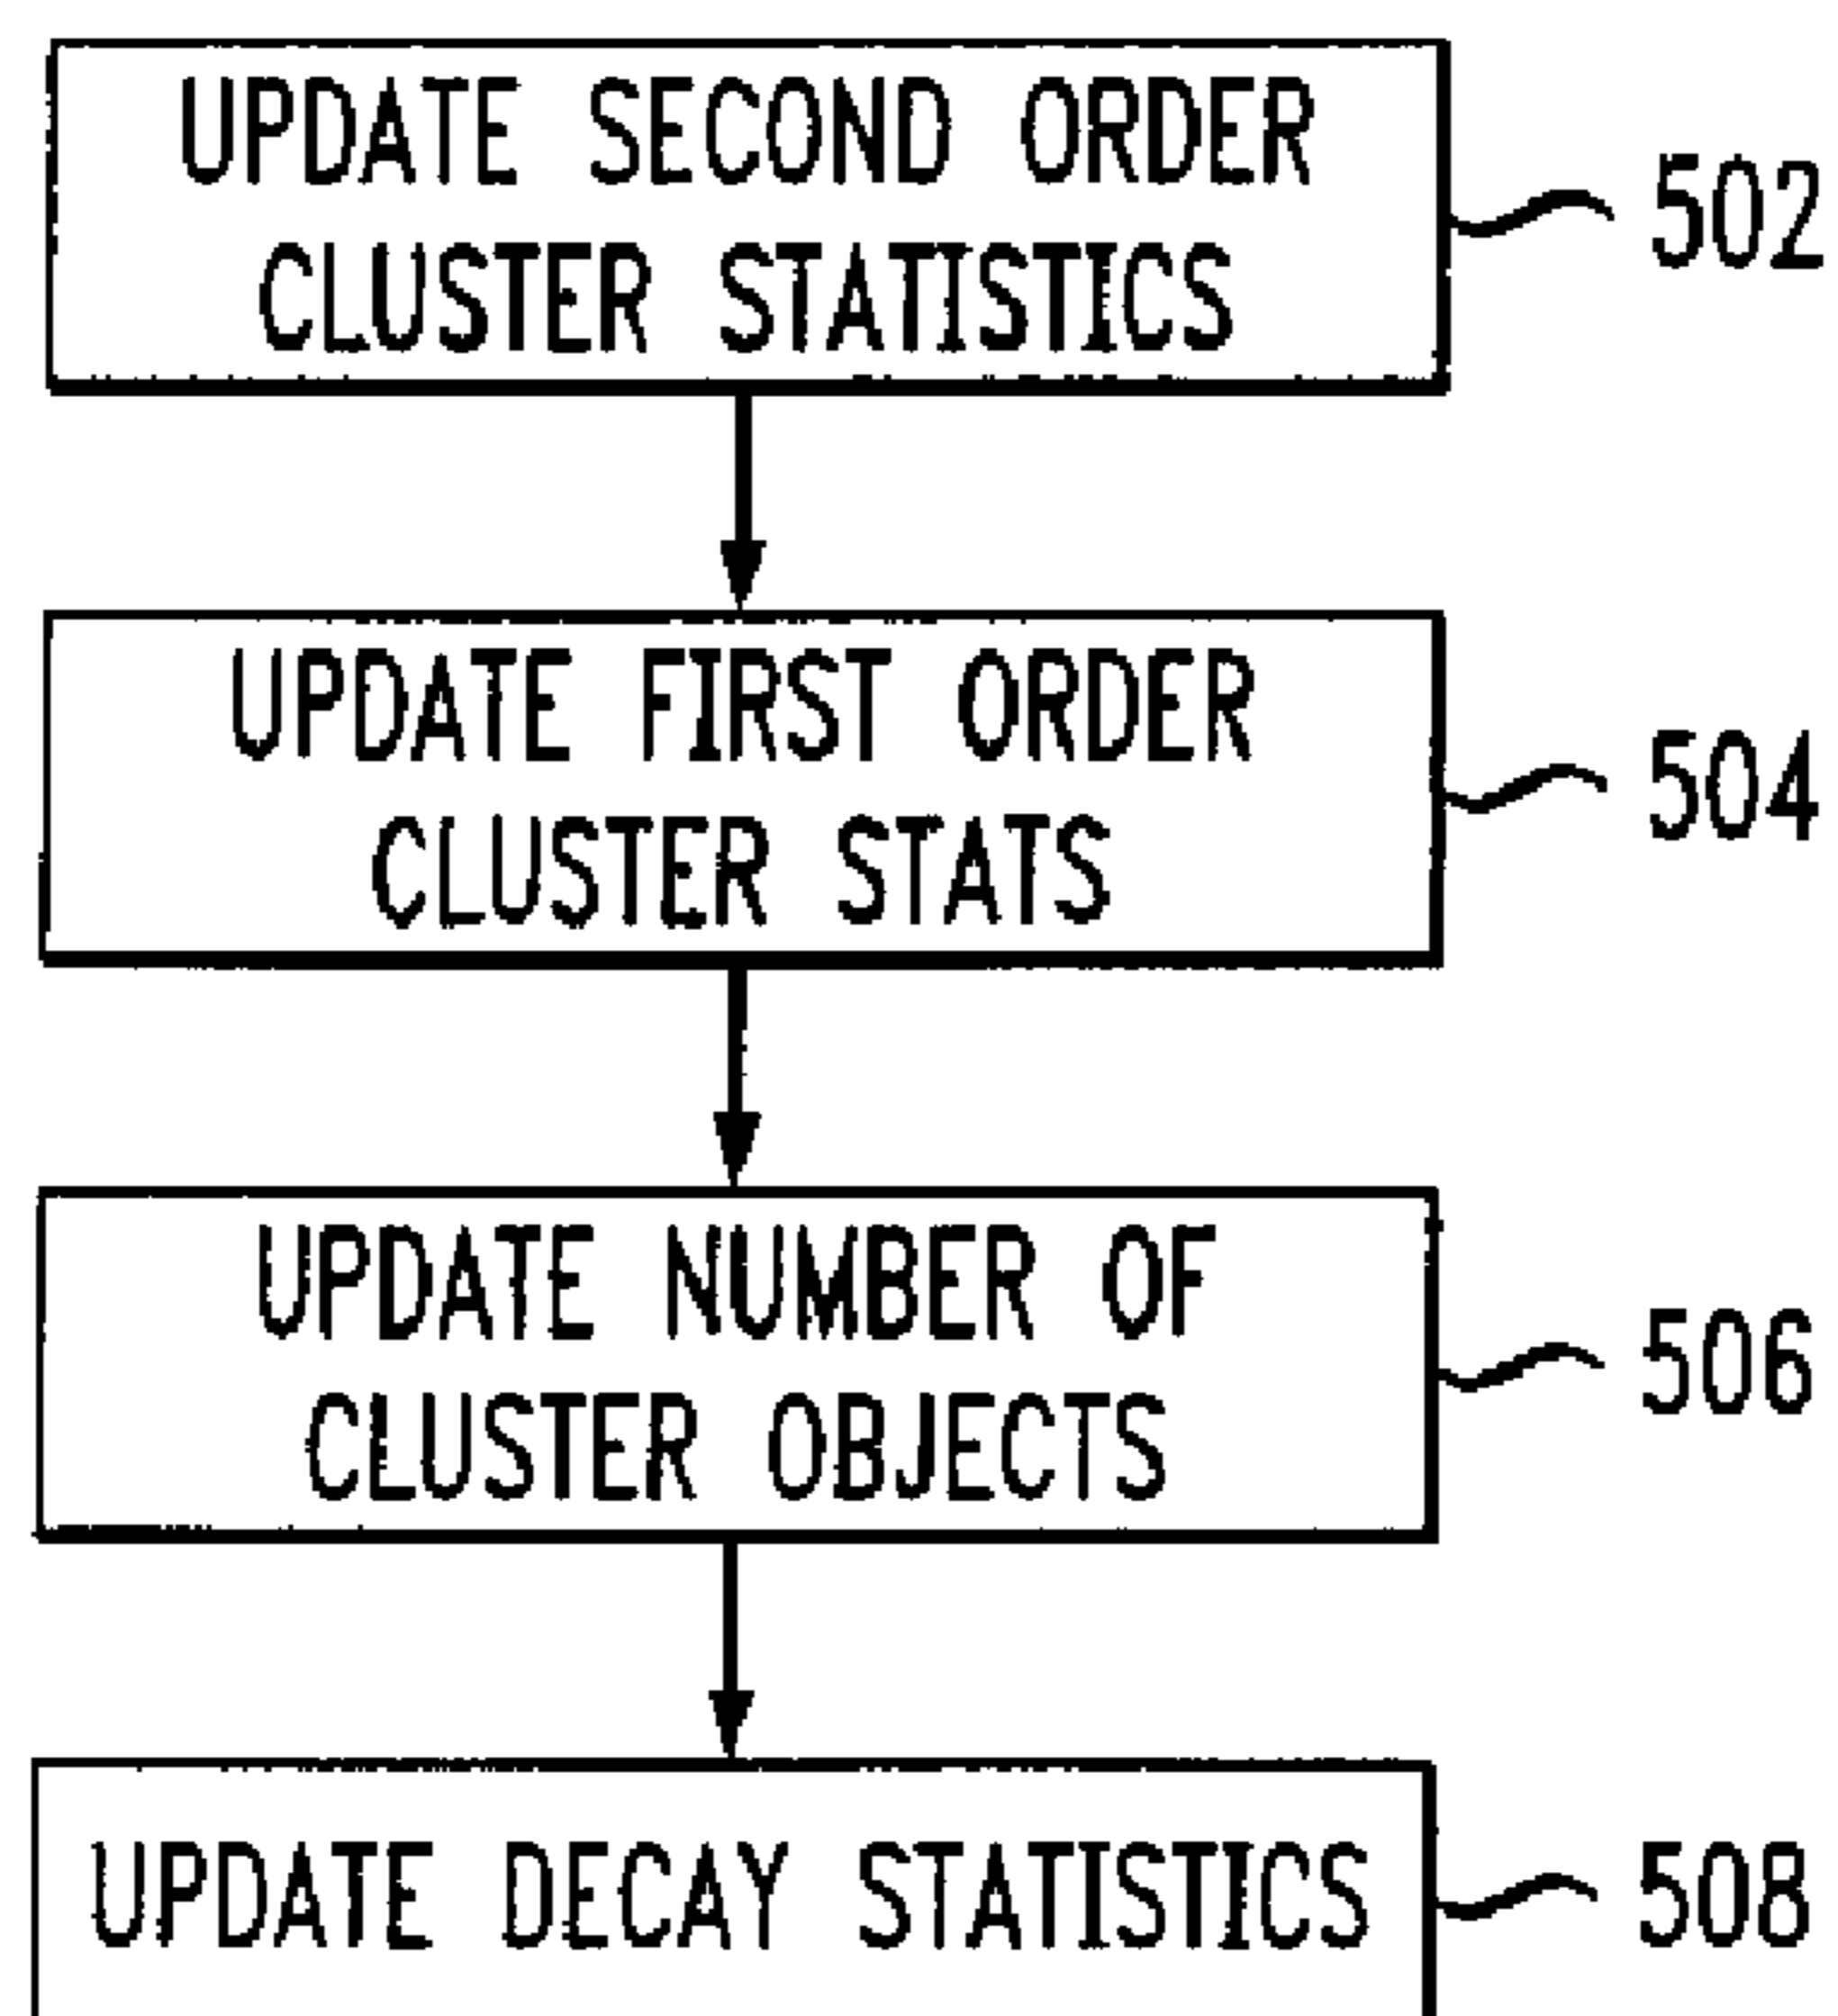 UPDATE SECOND ORDER
CLUSTER STATISTICS
502
UPDATE FIRST ORDER
CLUSTER STATS
504
UPDATE NUMBER OF
CLUSTER OBJECTS
506
UPDATE DECAY STATISTICS
508